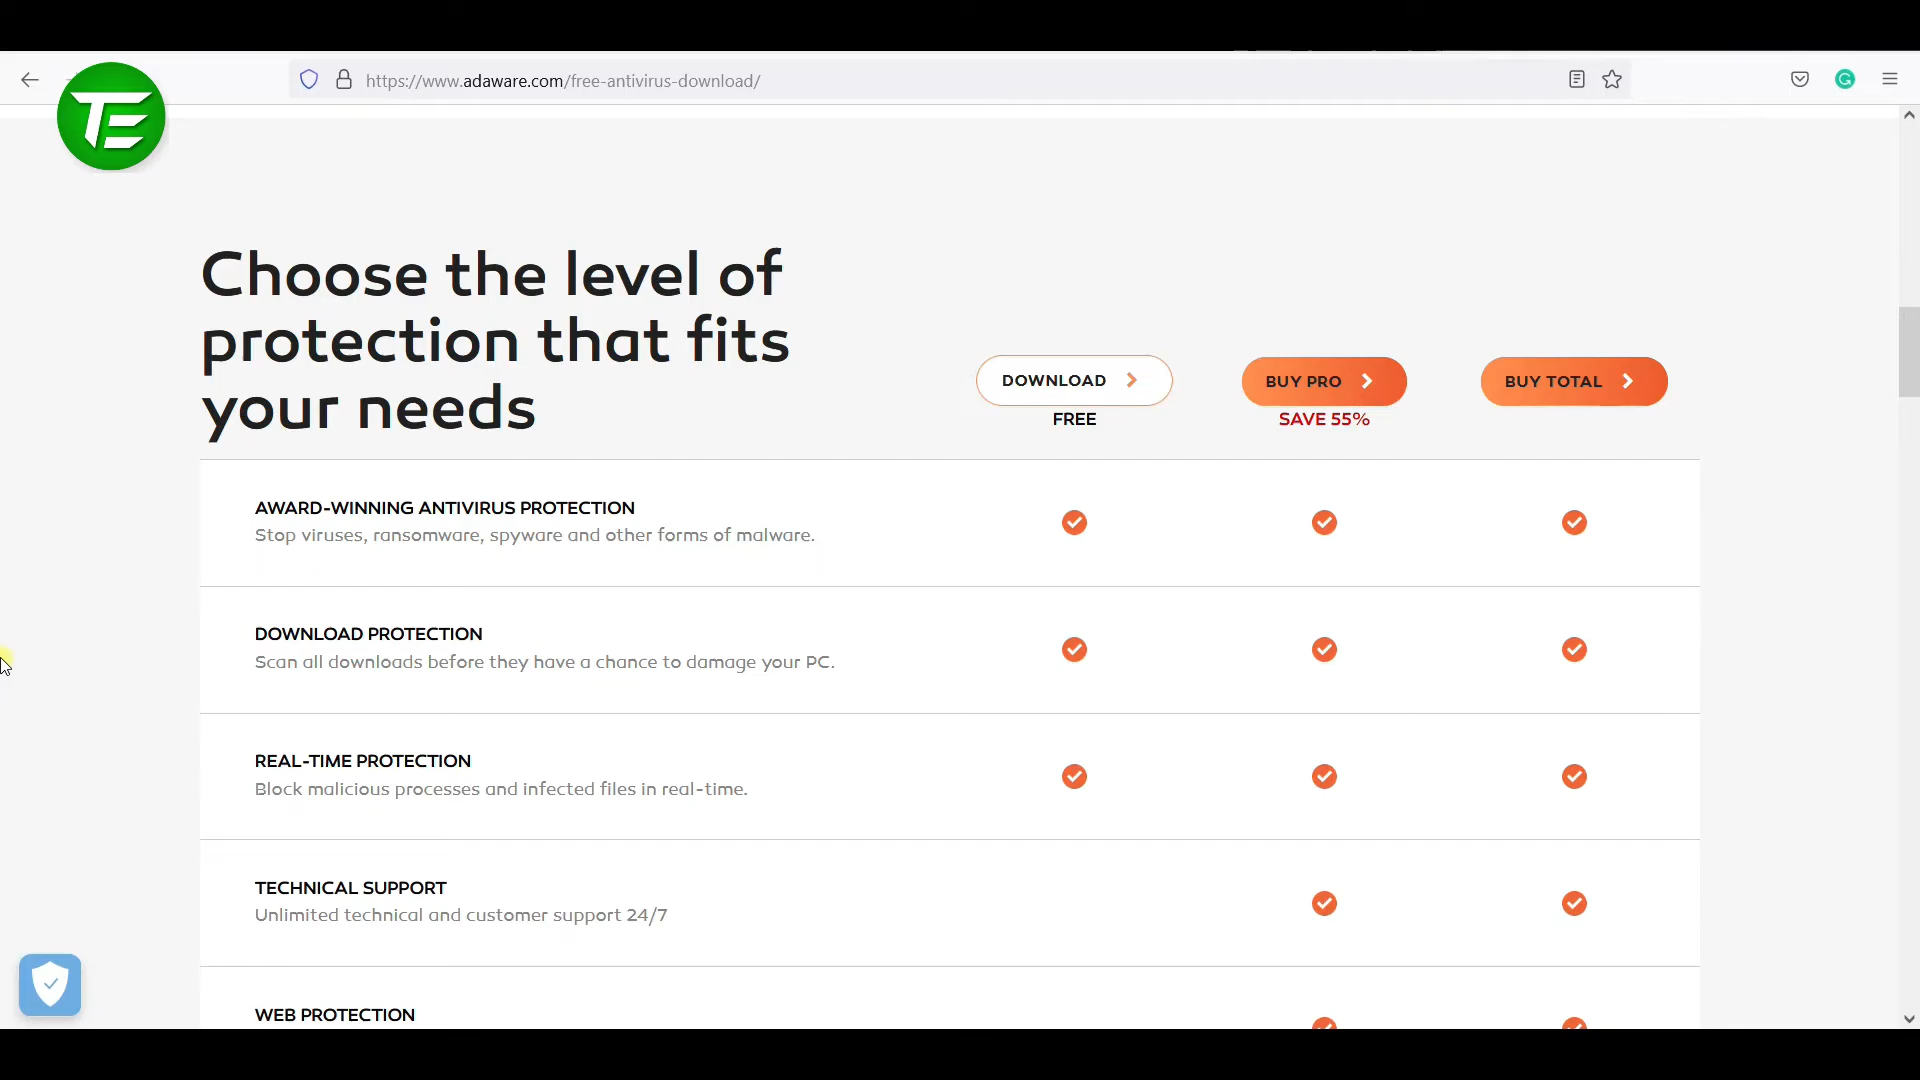 TE
https://www.adaware.com/free-antivirus-download/
G
Choose the level of
protection that fits
your needs
DOWNLOAD
FREE
BUY PRO
SAVE 55%
BUY TOTAL
AWARD-WINNING ANTIVIRUS PROTECTION
Stop viruses, ransomware, spyware and other forms of malware.
DOWNLOAD PROTECTION
Scan all downloads before they have a chance to damage your PC.
REAL-TIME PROTECTION
Block malicious processes and infected files in real-time.
TECHNICAL SUPPORT
Unlimited technical and customer support 24/7
WEB PROTECTION